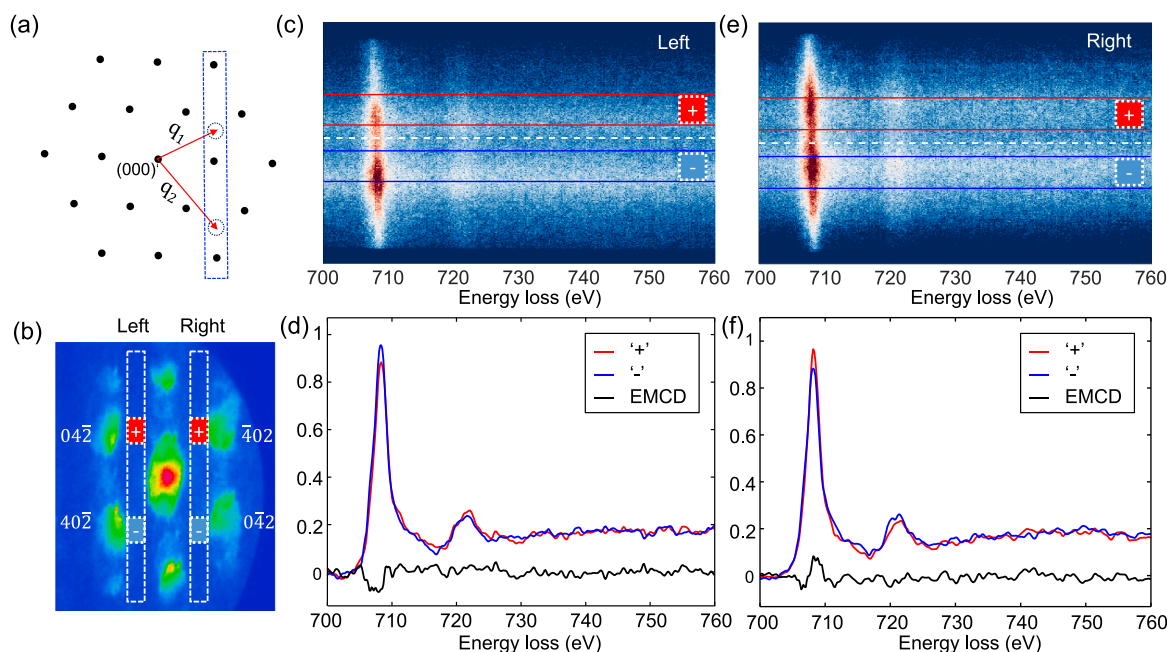 (a)
q1
(000)
q2
(b)
Left Right
+ +
04̅2̅ 4̅02
402̅ 04̅2
- -
(c)
Left
+
-
700 710 720 730 740 750 760
Energy loss (eV)
(d)
1
0.8
0.6
0.4
0.2
0
‘+’
‘-’
EMCD
700 710 720 730 740 750 760
Energy loss (eV)
(e)
Right
+
-
700 710 720 730 740 750 760
Energy loss (eV)
(f)
1
0.8
0.6
0.4
0.2
0
‘+’
‘-’
EMCD
700 710 720 730 740 750 760
Energy loss (eV)